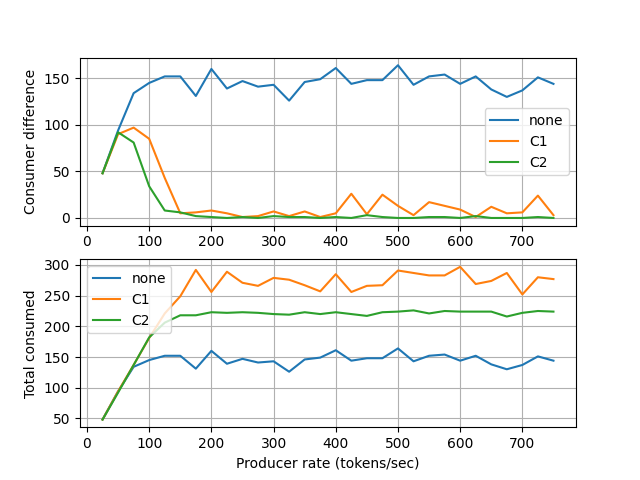 150
100
50
0
Consumer difference
none
C1
C2
0 100 200 300 400 500 600 700
300
250
200
150
100
50
Total consumed
none
C1
C2
0 100 200 300 400 500 600 700
Producer rate (tokens/sec)